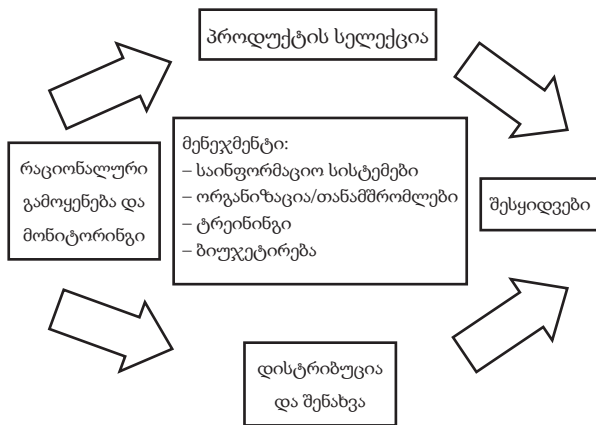 პროდუქტის სელექცია
რაციონალური
გამოყენება და
მონიტორინგი
მენეჯმენტი:
– საინფორმაციო სისტემები
– ორგანიზაცია/თანამშრომლები
– ტრეინინგი
– ბიუჯეტირება
შესყიდვები
დისტრიბუცია
და შენახვა